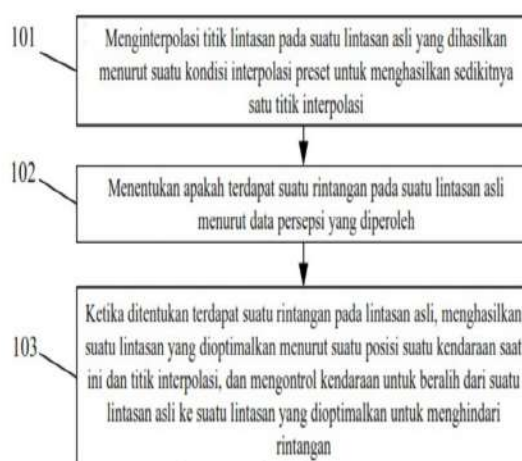 101
Menginterpolasi titik lintasan pada suatu lintasan asli yang dihasilkan
menurut suatu kondisi interpolasi preset untuk menghasilkan sedikitnya
satu titik interpolasi
102
Menentukan apakah terdapat suatu rintangan pada suatu lintasan asli
menurut data persepsi yang diperoleh
103
Ketika ditentukan terdapat suatu rintangan pada lintasan asli, menghasilkan
suatu lintasan yang dioptimalkan menurut suatu posisi suatu kendaraan saat
ini dan titik interpolasi, dan mengontrol kendaraan untuk beralih dari suatu
lintasan asli ke suatu lintasan yang dioptimalkan untuk menghindari
rintangan